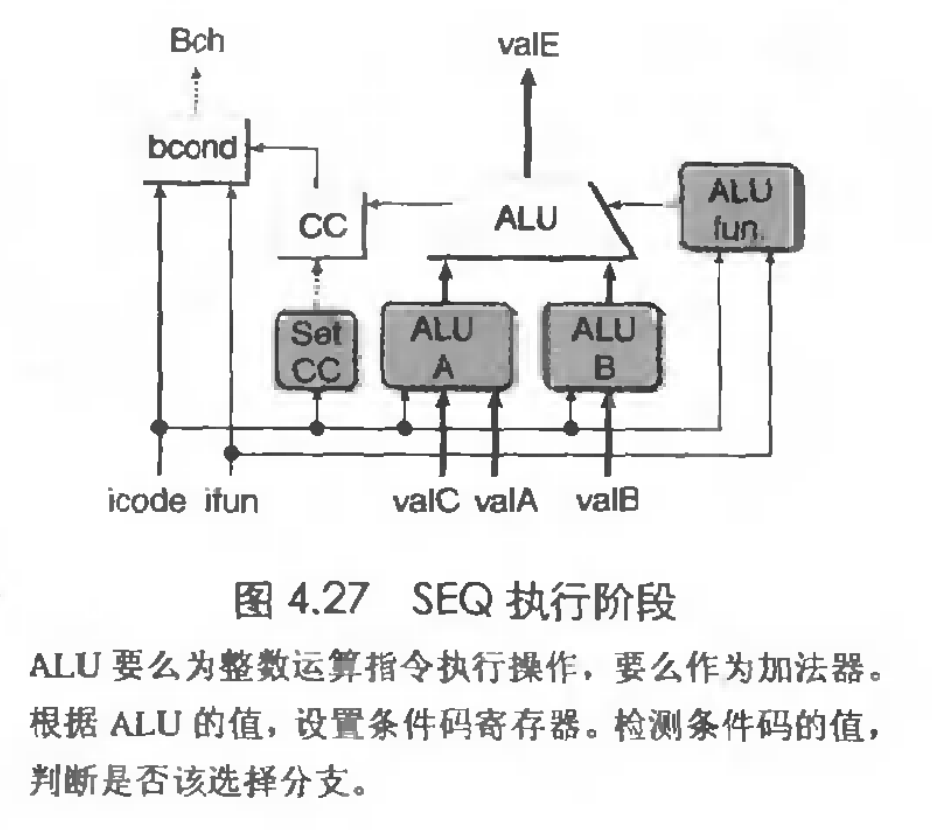 Bch
valE
bcond
CC
ALU
ALU
fun.
Set
CC
ALU
A
ALU
B
icode ifun
valC valA valB
图 4.27 SEQ 执行阶段
ALU 要么为整数运算指令执行操作，要么作为加法器。
根据 ALU 的值，设置条件码寄存器。检测条件码的值，
判断是否该选择分支。